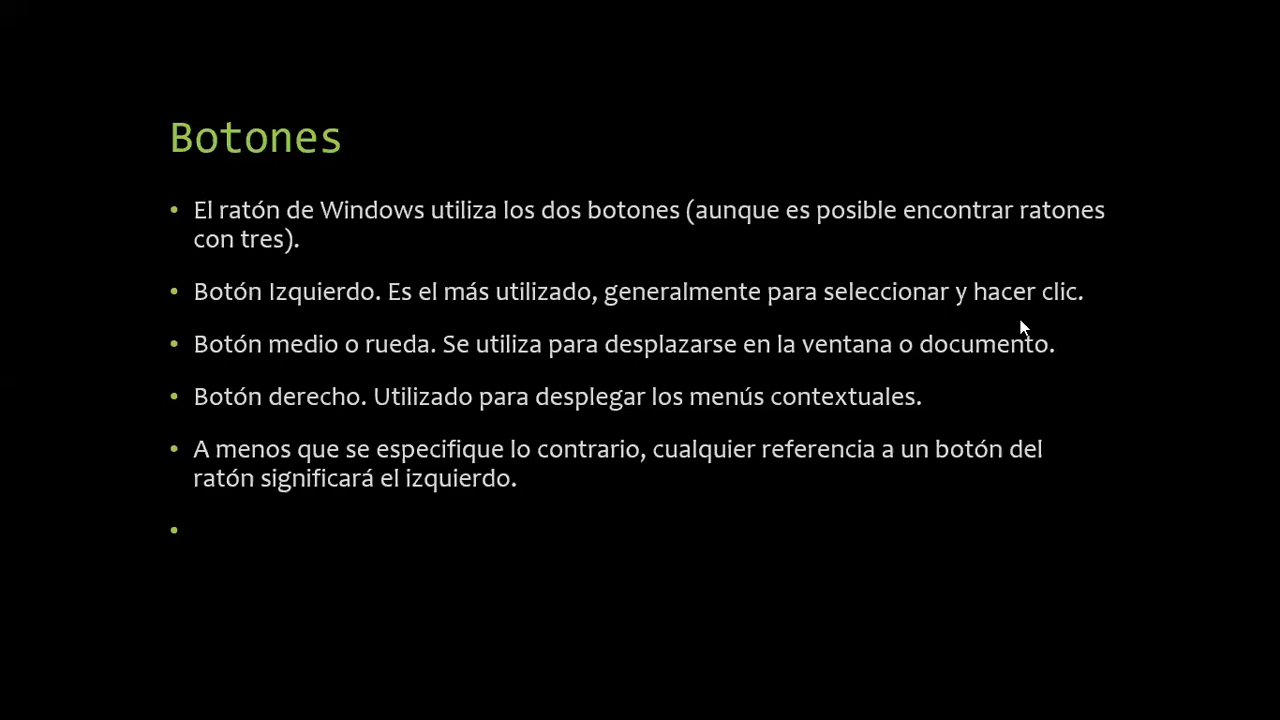 Botones
• El ratón de Windows utiliza los dos botones (aunque es posible encontrar ratones
con tres).
• Botón Izquierdo. Es el más utilizado, generalmente para seleccionar y hacer clic.
• Botón medio o rueda. Se utiliza para desplazarse en la ventana o documento.
• Botón derecho. Utilizado para desplegar los menús contextuales.
• A menos que se especifique lo contrario, cualquier referencia a un botón del
ratón significará el izquierdo.
•